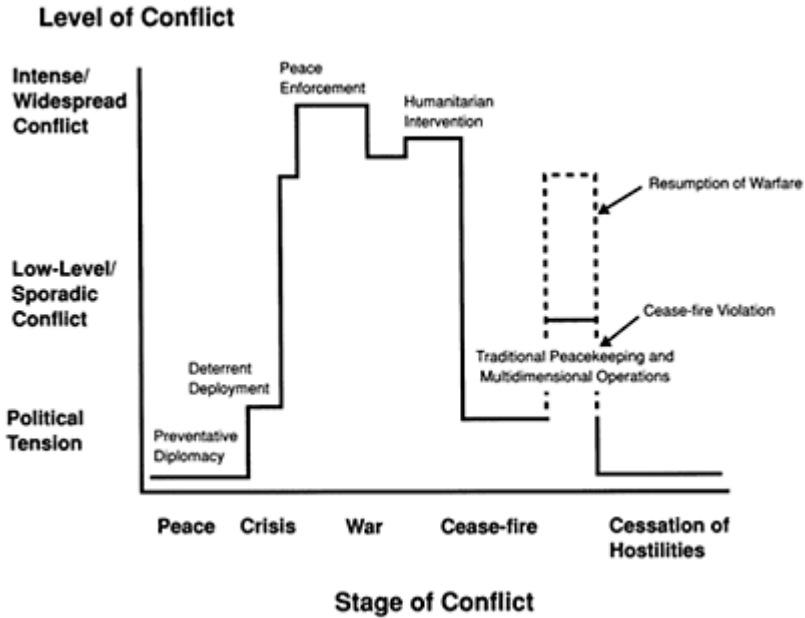 Level of Conflict
Intense/
Widespread
Conflict
Peace
Enforcement
Humanitarian
Intervention
Resumption of Warfare
Low-Level/
Sporadic
Conflict
Cease-fire Violation
Traditional Peacekeeping and
Multidimensional Operations
Deterrent
Deployment
Political
Tension
Preventative
Diplomacy
Peace
Crisis
War
Cease-fire
Cessation of
Hostilities
Stage of Conflict